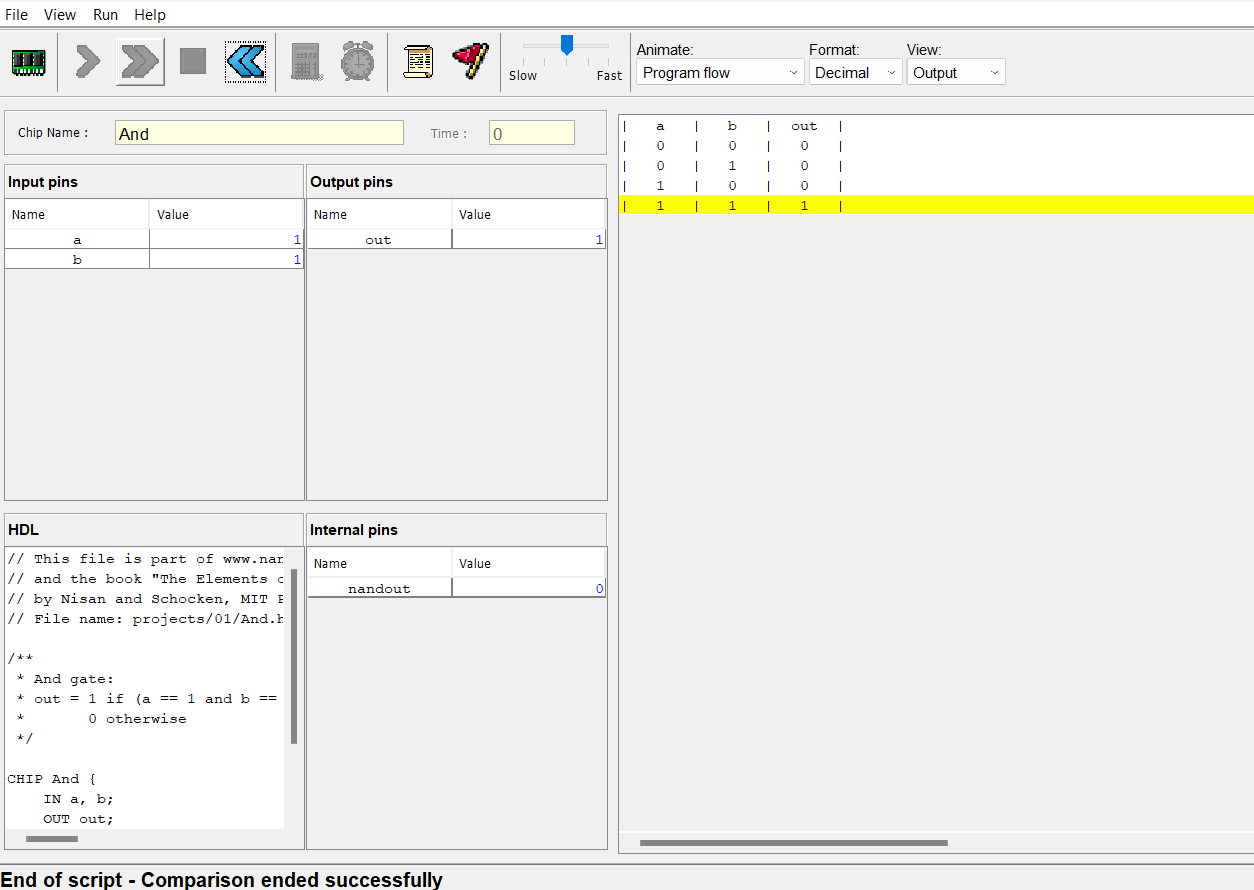 File View Run Help
Animate: Format: View:
Slow Fast Program flow Decimal Output
Chip Name : And Time : 0
Input pins
Name Value
a 1
b 1
Output pins
Name Value
out 1
HDL
// This file is part of www.nan
// and the book "The Elements o
// by Nisan and Schocken, MIT P
// File name: projects/01/And.h
/**
* And gate:
* out = 1 if (a == 1 and b ==
* 0 otherwise
*/
CHIP And {
IN a, b;
OUT out;
Internal pins
Name Value
nandout 0
| a | b | out |
| 0 | 0 | 0 |
| 0 | 1 | 0 |
| 1 | 0 | 0 |
| 1 | 1 | 1 |
End of script - Comparison ended successfully